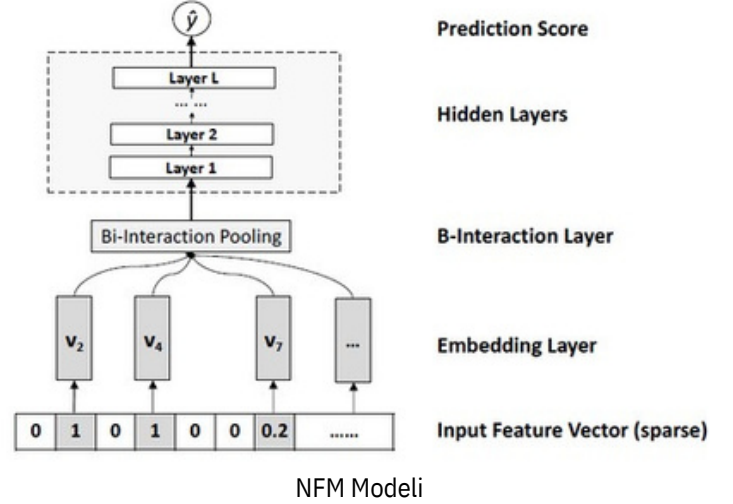 ŷ Prediction Score
Layer L
... ...
Hidden Layers
Layer 2
Layer 1
Bi-Interaction Pooling B-Interaction Layer
v2 v4 v7 ... Embedding Layer
0 1 0 1 0 0 0.2 ...... Input Feature Vector (sparse)
NFM Modeli